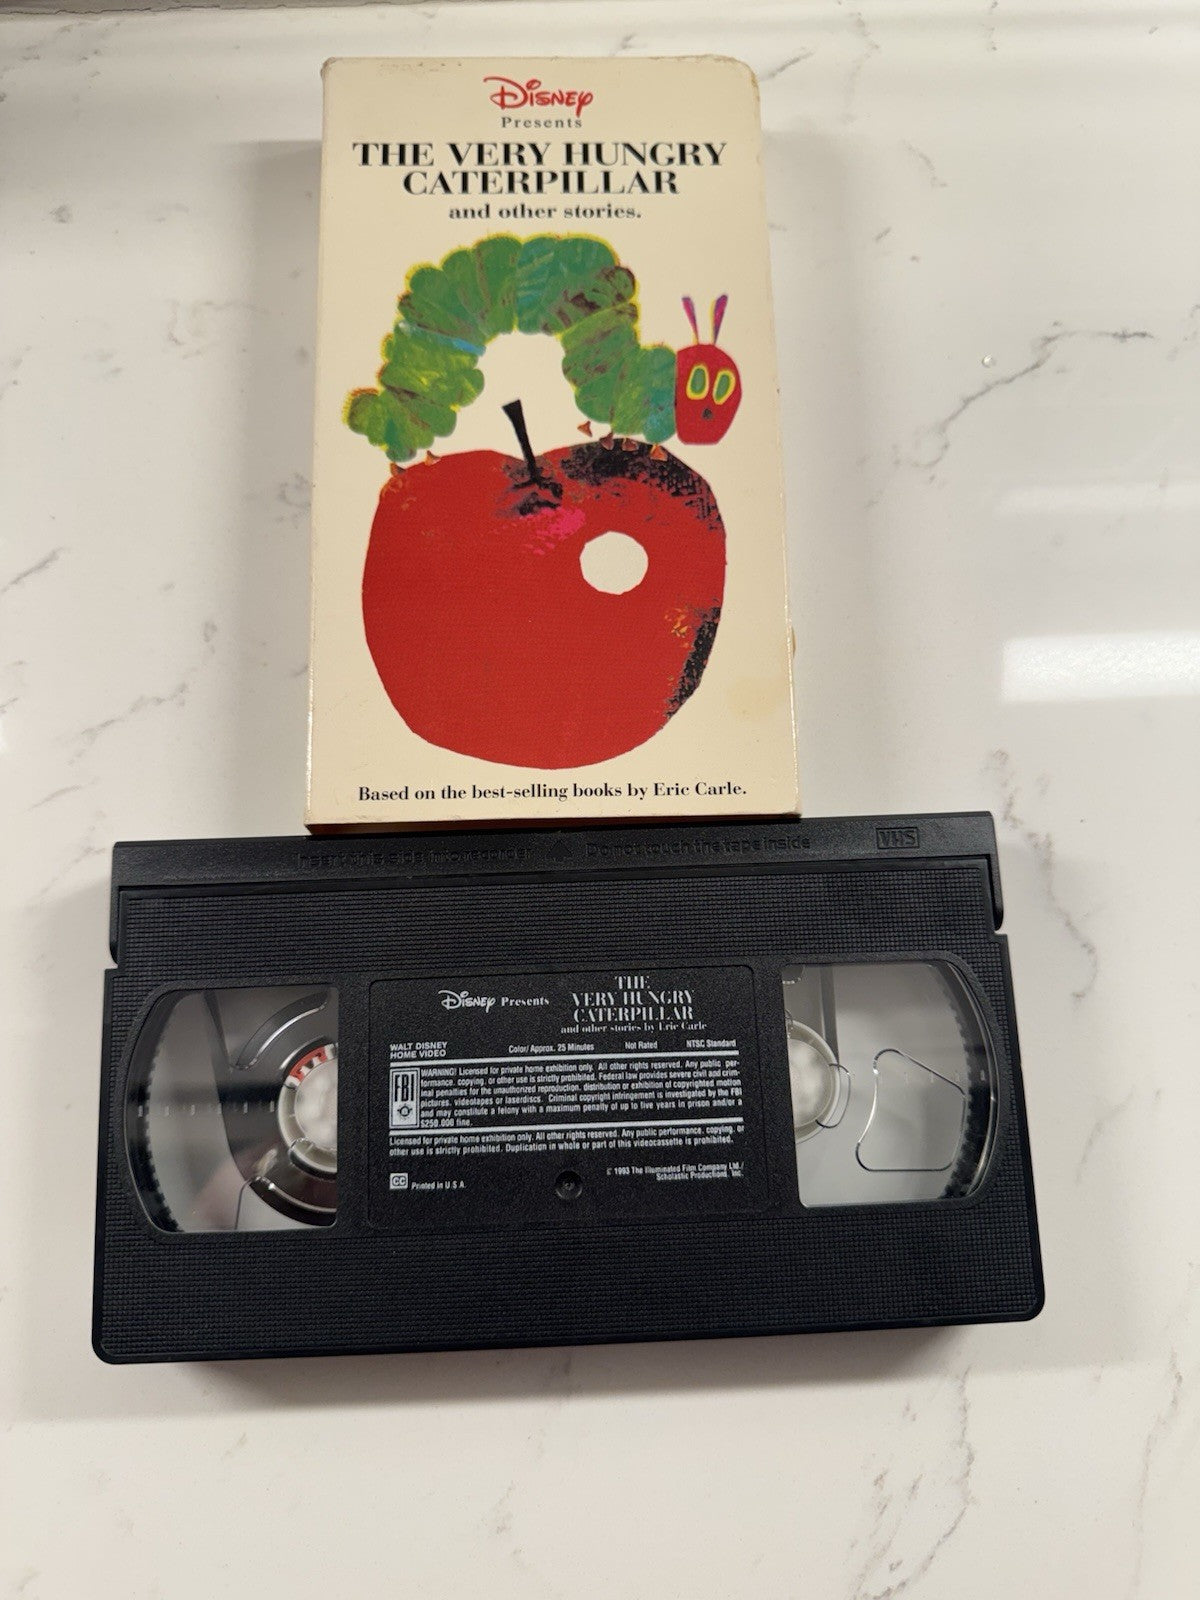 Disney
Presents
THE VERY HUNGRY
CATERPILLAR
and other stories.
Based on the best-selling books by Eric Carle.
Insert this side into recorder Do not touch the tape inside VHS
Disney Presents
THE
VERY HUNGRY
CATERPILLAR
and other stories by Eric Carle
WALT DISNEY
HOME VIDEO
Color/Approx. 25 Minutes Not Rated NTSC Standard
FBI
WARNING! Licensed for private home exhibition only. All other rights reserved. Any public per-
formance, copying, or other use is strictly prohibited. Federal law provides severe civil and crim-
inal penalties for the unauthorized reproduction, distribution or exhibition of copyrighted motion
pictures, videotapes or laserdiscs. Criminal copyright infringement is investigated by the FBI
and may constitute a felony with a maximum penalty of up to five years in prison and/or a
$250,000 fine.
Licensed for private home exhibition only. All other rights reserved. Any public performance, copying, or
other use is strictly prohibited. Duplication in whole or part of this videocassette is prohibited.
© 1993 The Illuminated Film Company Ltd./
Scholastic Productions, Inc.
CC Printed in U.S.A.